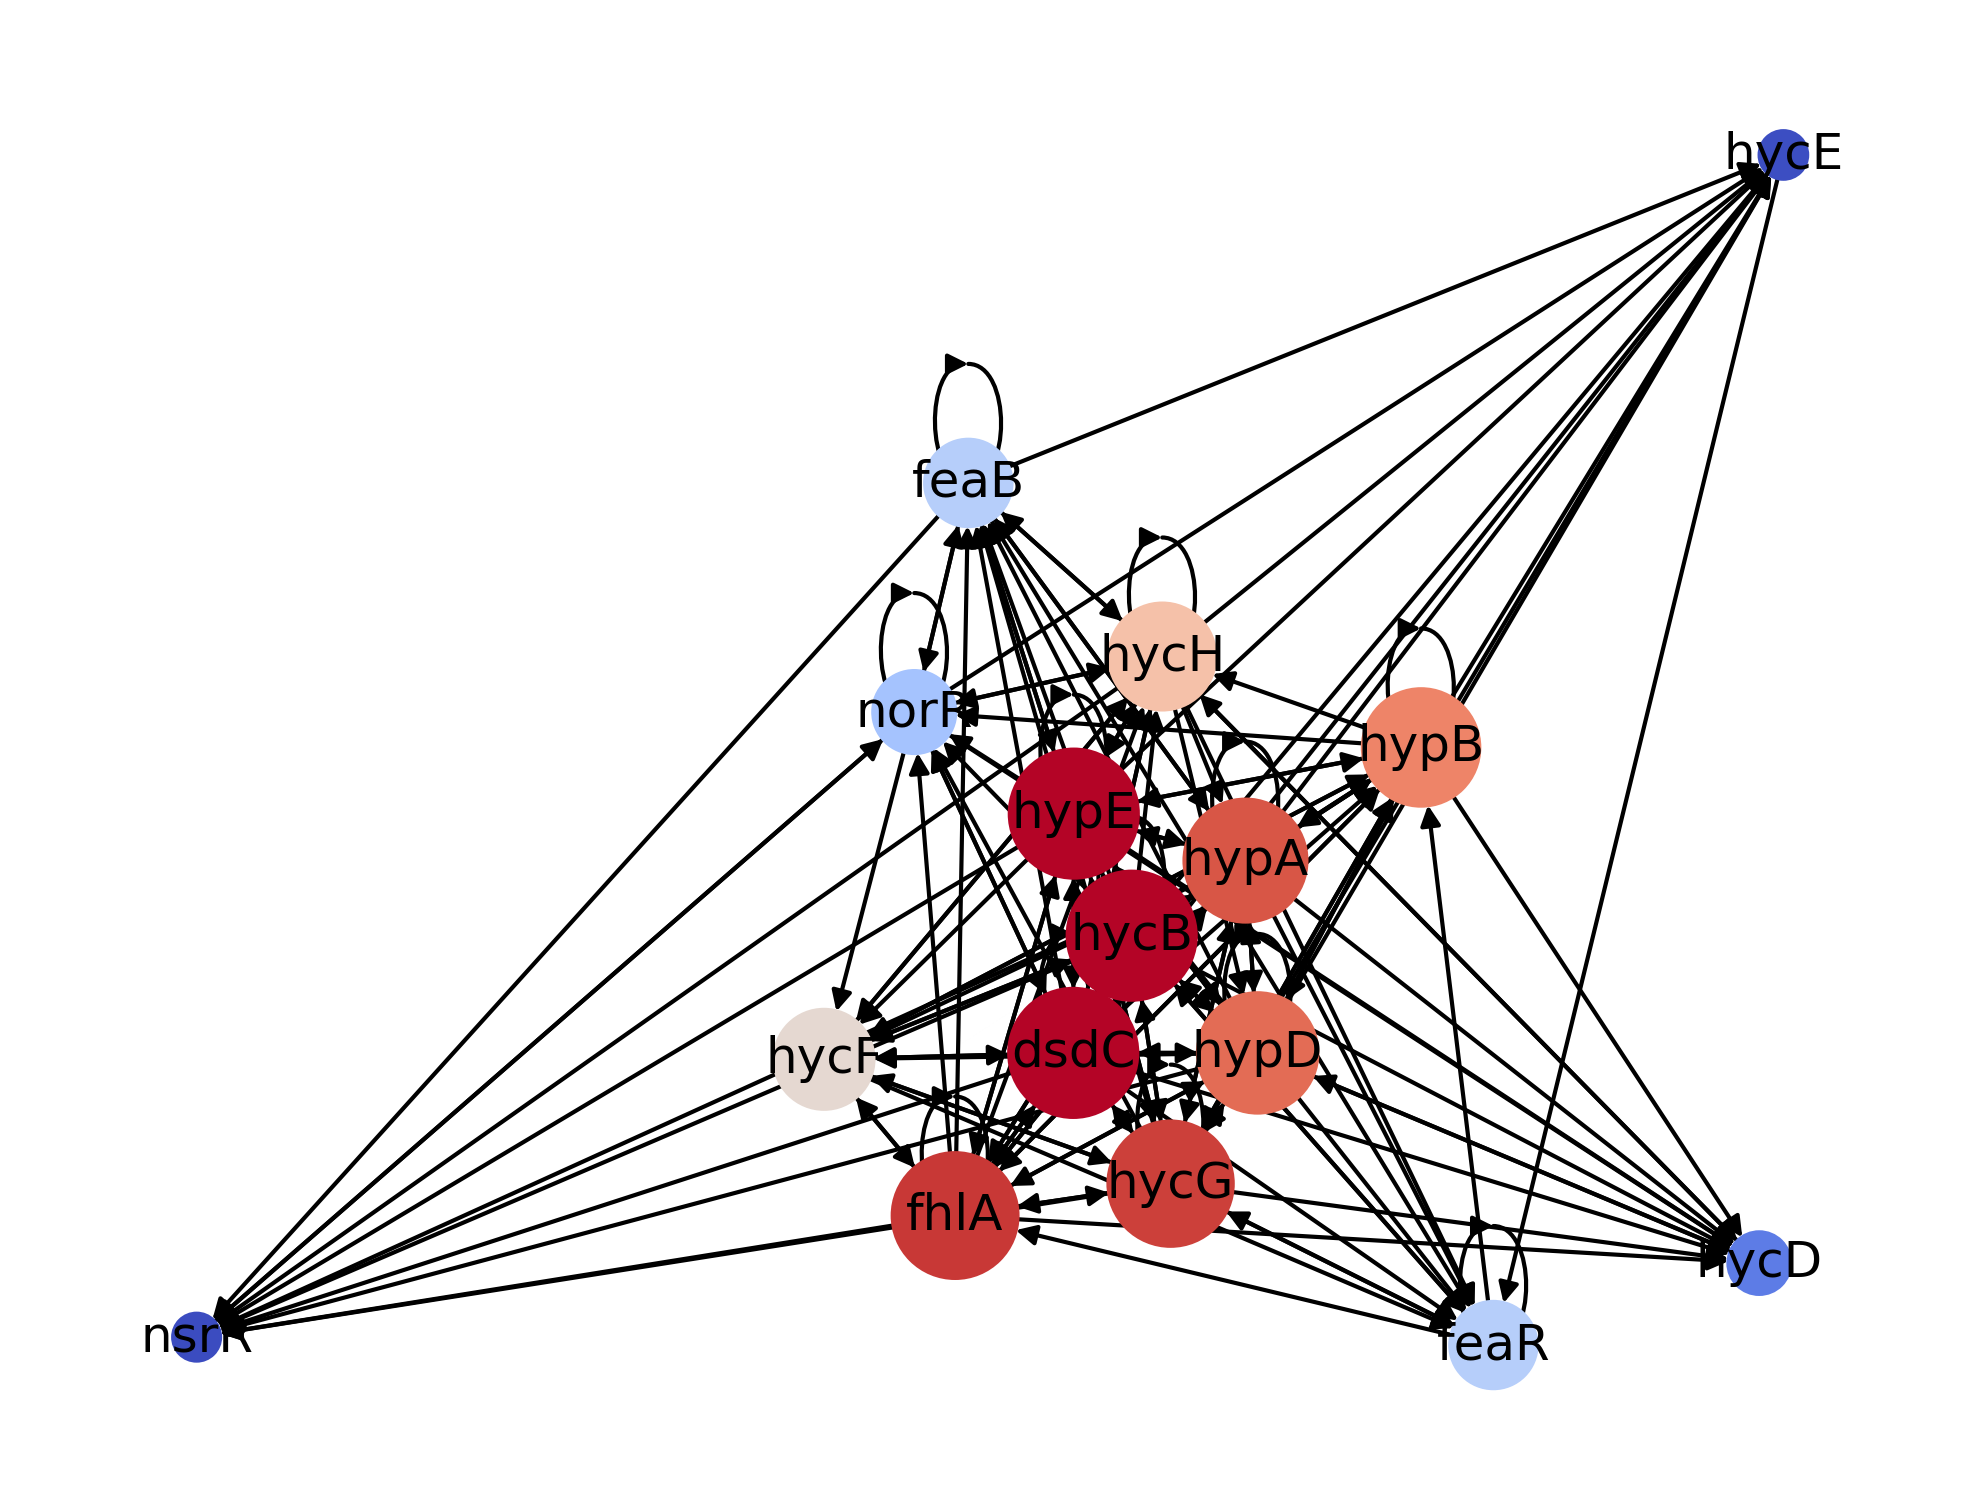 hycE
feaB
hycH
norR
hypB
hypE
hypA
hycB
dsdC
hypD
hycF
hycG
fhlA
hycD
nsrR
feaR